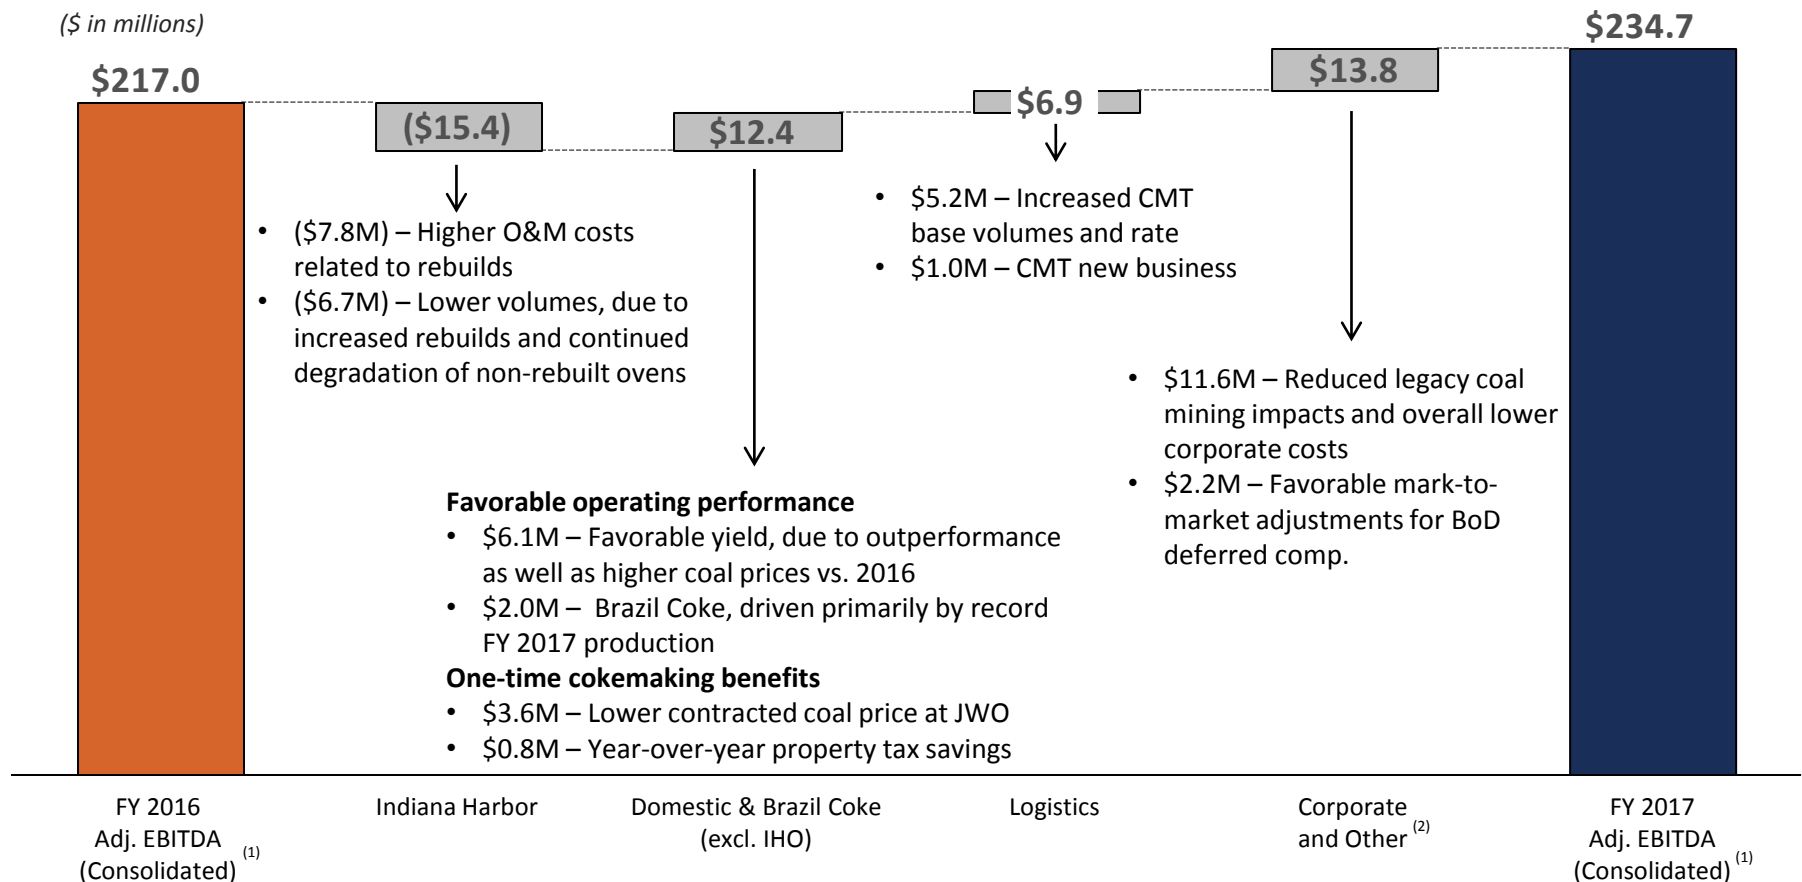 ($ in millions)
$217.0
($15.4)
$12.4
$6.9
$13.8
$234.7
• ($7.8M) – Higher O&M costs
related to rebuilds
• ($6.7M) – Lower volumes, due to
increased rebuilds and continued
degradation of non-rebuilt ovens
Favorable operating performance
• $6.1M – Favorable yield, due to outperformance
as well as higher coal prices vs. 2016
• $2.0M – Brazil Coke, driven primarily by record
FY 2017 production
One-time cokemaking benefits
• $3.6M – Lower contracted coal price at JWO
• $0.8M – Year-over-year property tax savings
• $5.2M – Increased CMT
base volumes and rate
• $1.0M – CMT new business
• $11.6M – Reduced legacy coal
mining impacts and overall lower
corporate costs
• $2.2M – Favorable mark-to-
market adjustments for BoD
deferred comp.
FY 2016
Adj. EBITDA
(Consolidated) (1)
Indiana Harbor
Domestic & Brazil Coke
(excl. IHO)
Logistics
Corporate
and Other (2)
FY 2017
Adj. EBITDA
(Consolidated) (1)